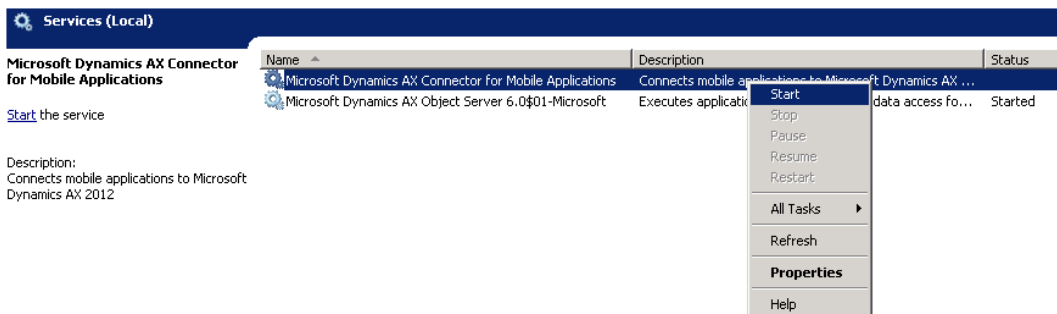 Services (Local)
Microsoft Dynamics AX Connector
for Mobile Applications
Start the service
Description:
Connects mobile applications to Microsoft
Dynamics AX 2012
Name Description Status
Microsoft Dynamics AX Connector for Mobile Applications Connects mobile applications to Microsoft Dynamics AX ...
Microsoft Dynamics AX Object Server 6.0$01-Microsoft Executes data access fo... Started
Start
Stop
Pause
Resume
Restart
All Tasks
Refresh
Properties
Help